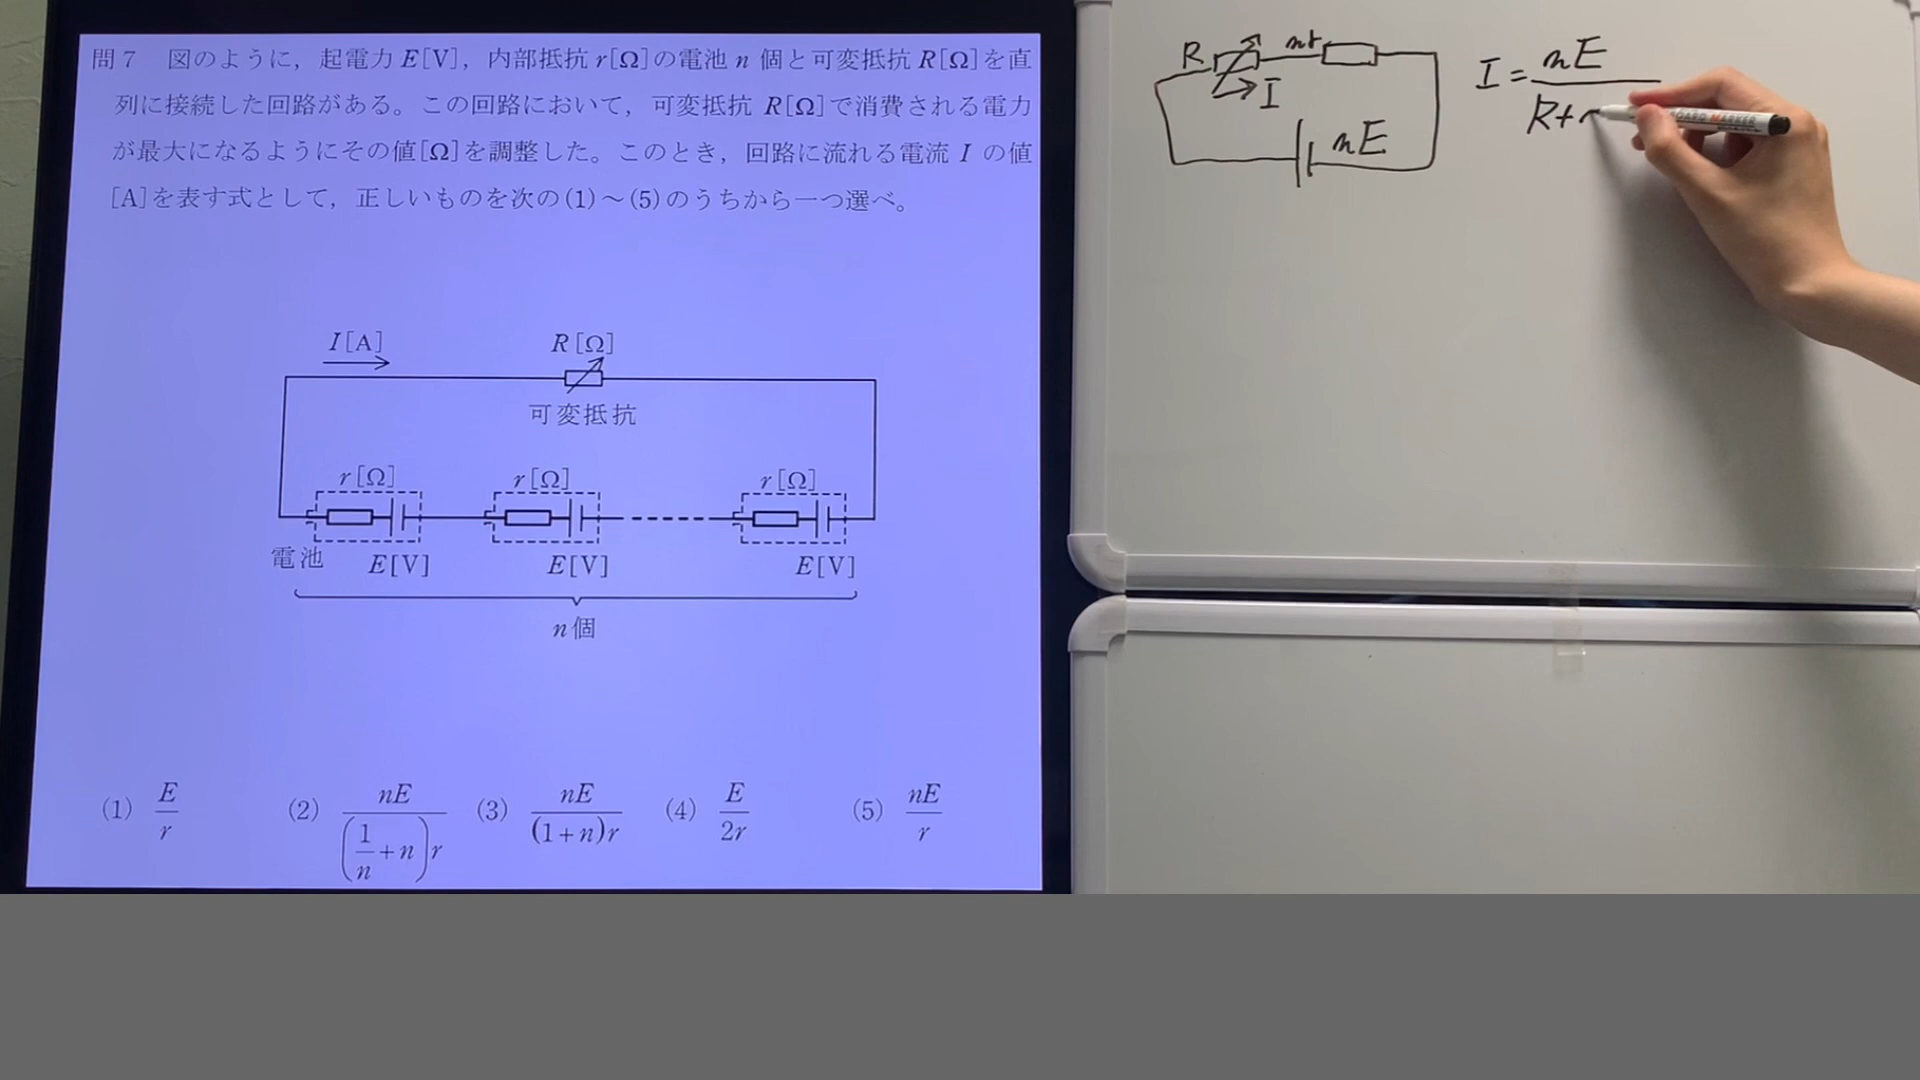 問7 図のように，起電力E[V]，内部抵抗r[Ω]の電池n個と可変抵抗R[Ω]を直
列に接続した回路がある。この回路において，可変抵抗R[Ω]で消費される電力
が最大になるようにその値[Ω]を調整した。このとき，回路に流れる電流Iの値
[A]を表す式として，正しいものを次の(1)～(5)のうちから一つ選べ。
I[A]
R[Ω]
可変抵抗
r[Ω] r[Ω] r[Ω]
電池 E[V] E[V] E[V]
n個
(1) E/r (2) nE/(1/n+n)r (3) nE/(1+n)r (4) E/2r (5) nE/r
R nr
I
nE
I = nE
R+
MARKER